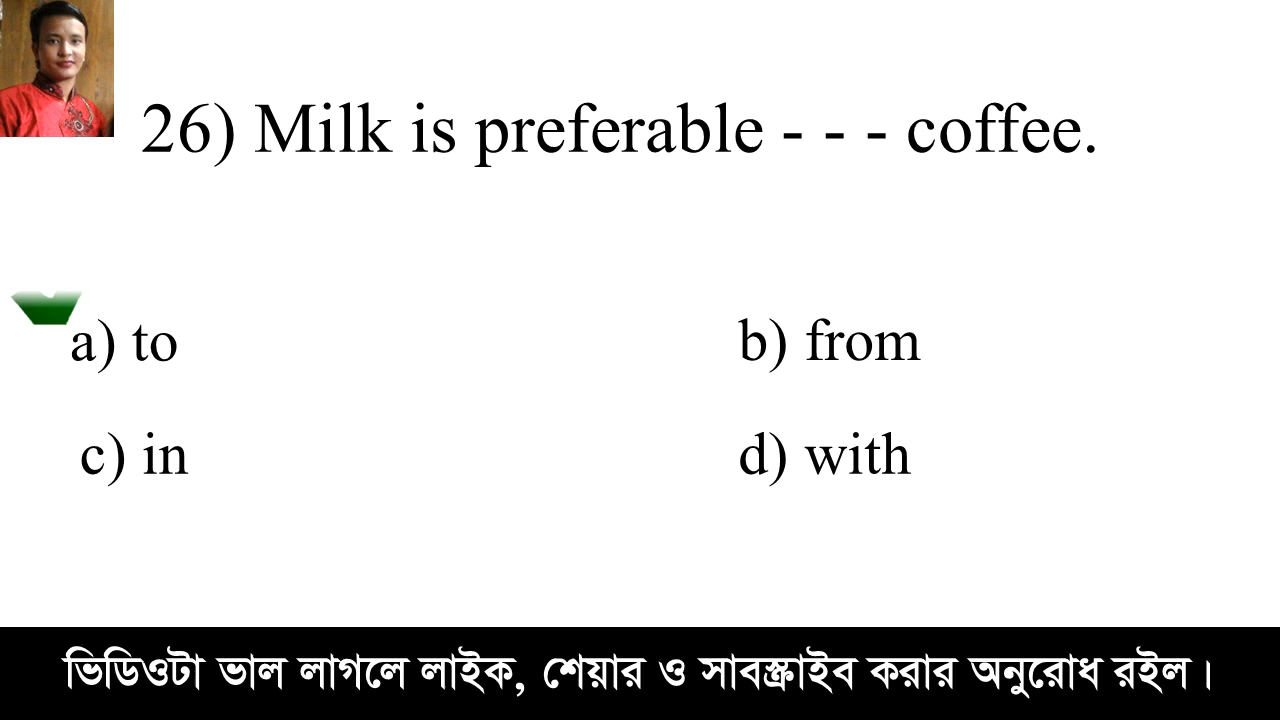 26) Milk is preferable - - - coffee.
a) to
b) from
c) in
d) with
ভিডিওটা ভাল লাগলে লাইক, শেয়ার ও সাবস্ক্রাইব করার অনুরোধ রইল।